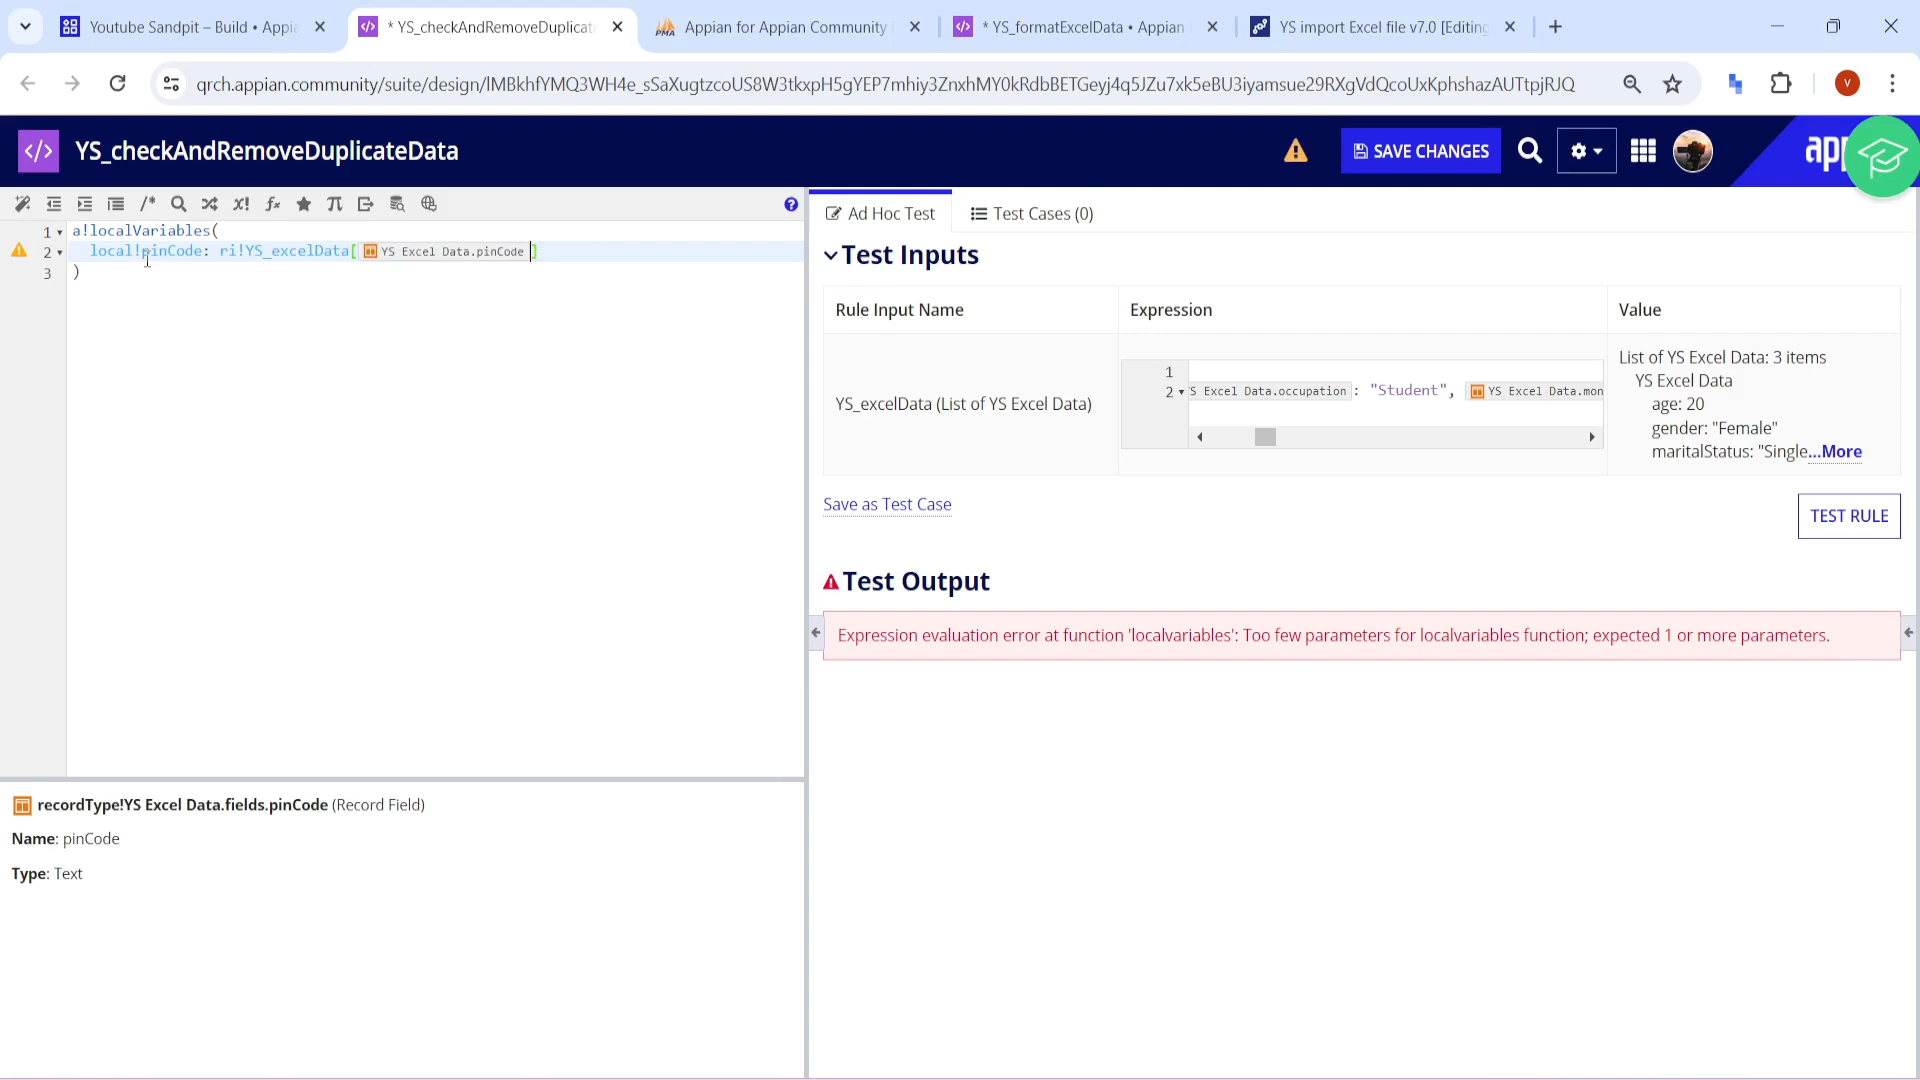 Youtube Sandpit – Build • Appia
* YS_checkAndRemoveDuplicate
Appian for Appian Community
* YS_formatExcelData • Appian
YS import Excel file v7.0 [Editing
qrch.appian.community/suite/design/lMBkhfYMQ3WH4e_sSaXugtzcoUS8W3tkxpH5gYEP7mhiy3ZnxhMY0kRdbBETGeyj4q5JZu7xk5eBU3iyamsue29RXgVdQcoUxKphshazAUTtpjRJQ
V
YS_checkAndRemoveDuplicateData
SAVE CHANGES
app
1 a!localVariables(
2 local!pinCode: ri!YS_excelData[ YS Excel Data.pinCode ]
3 )
Ad Hoc Test
Test Cases (0)
Test Inputs
Rule Input Name
Expression
Value
YS_excelData (List of YS Excel Data)
1
2 S Excel Data.occupation : "Student", YS Excel Data.mon
List of YS Excel Data: 3 items
YS Excel Data
age: 20
gender: "Female"
maritalStatus: "Single...More
Save as Test Case
TEST RULE
Test Output
Expression evaluation error at function 'localvariables': Too few parameters for localvariables function; expected 1 or more parameters.
recordType!YS Excel Data.fields.pinCode (Record Field)
Name: pinCode
Type: Text